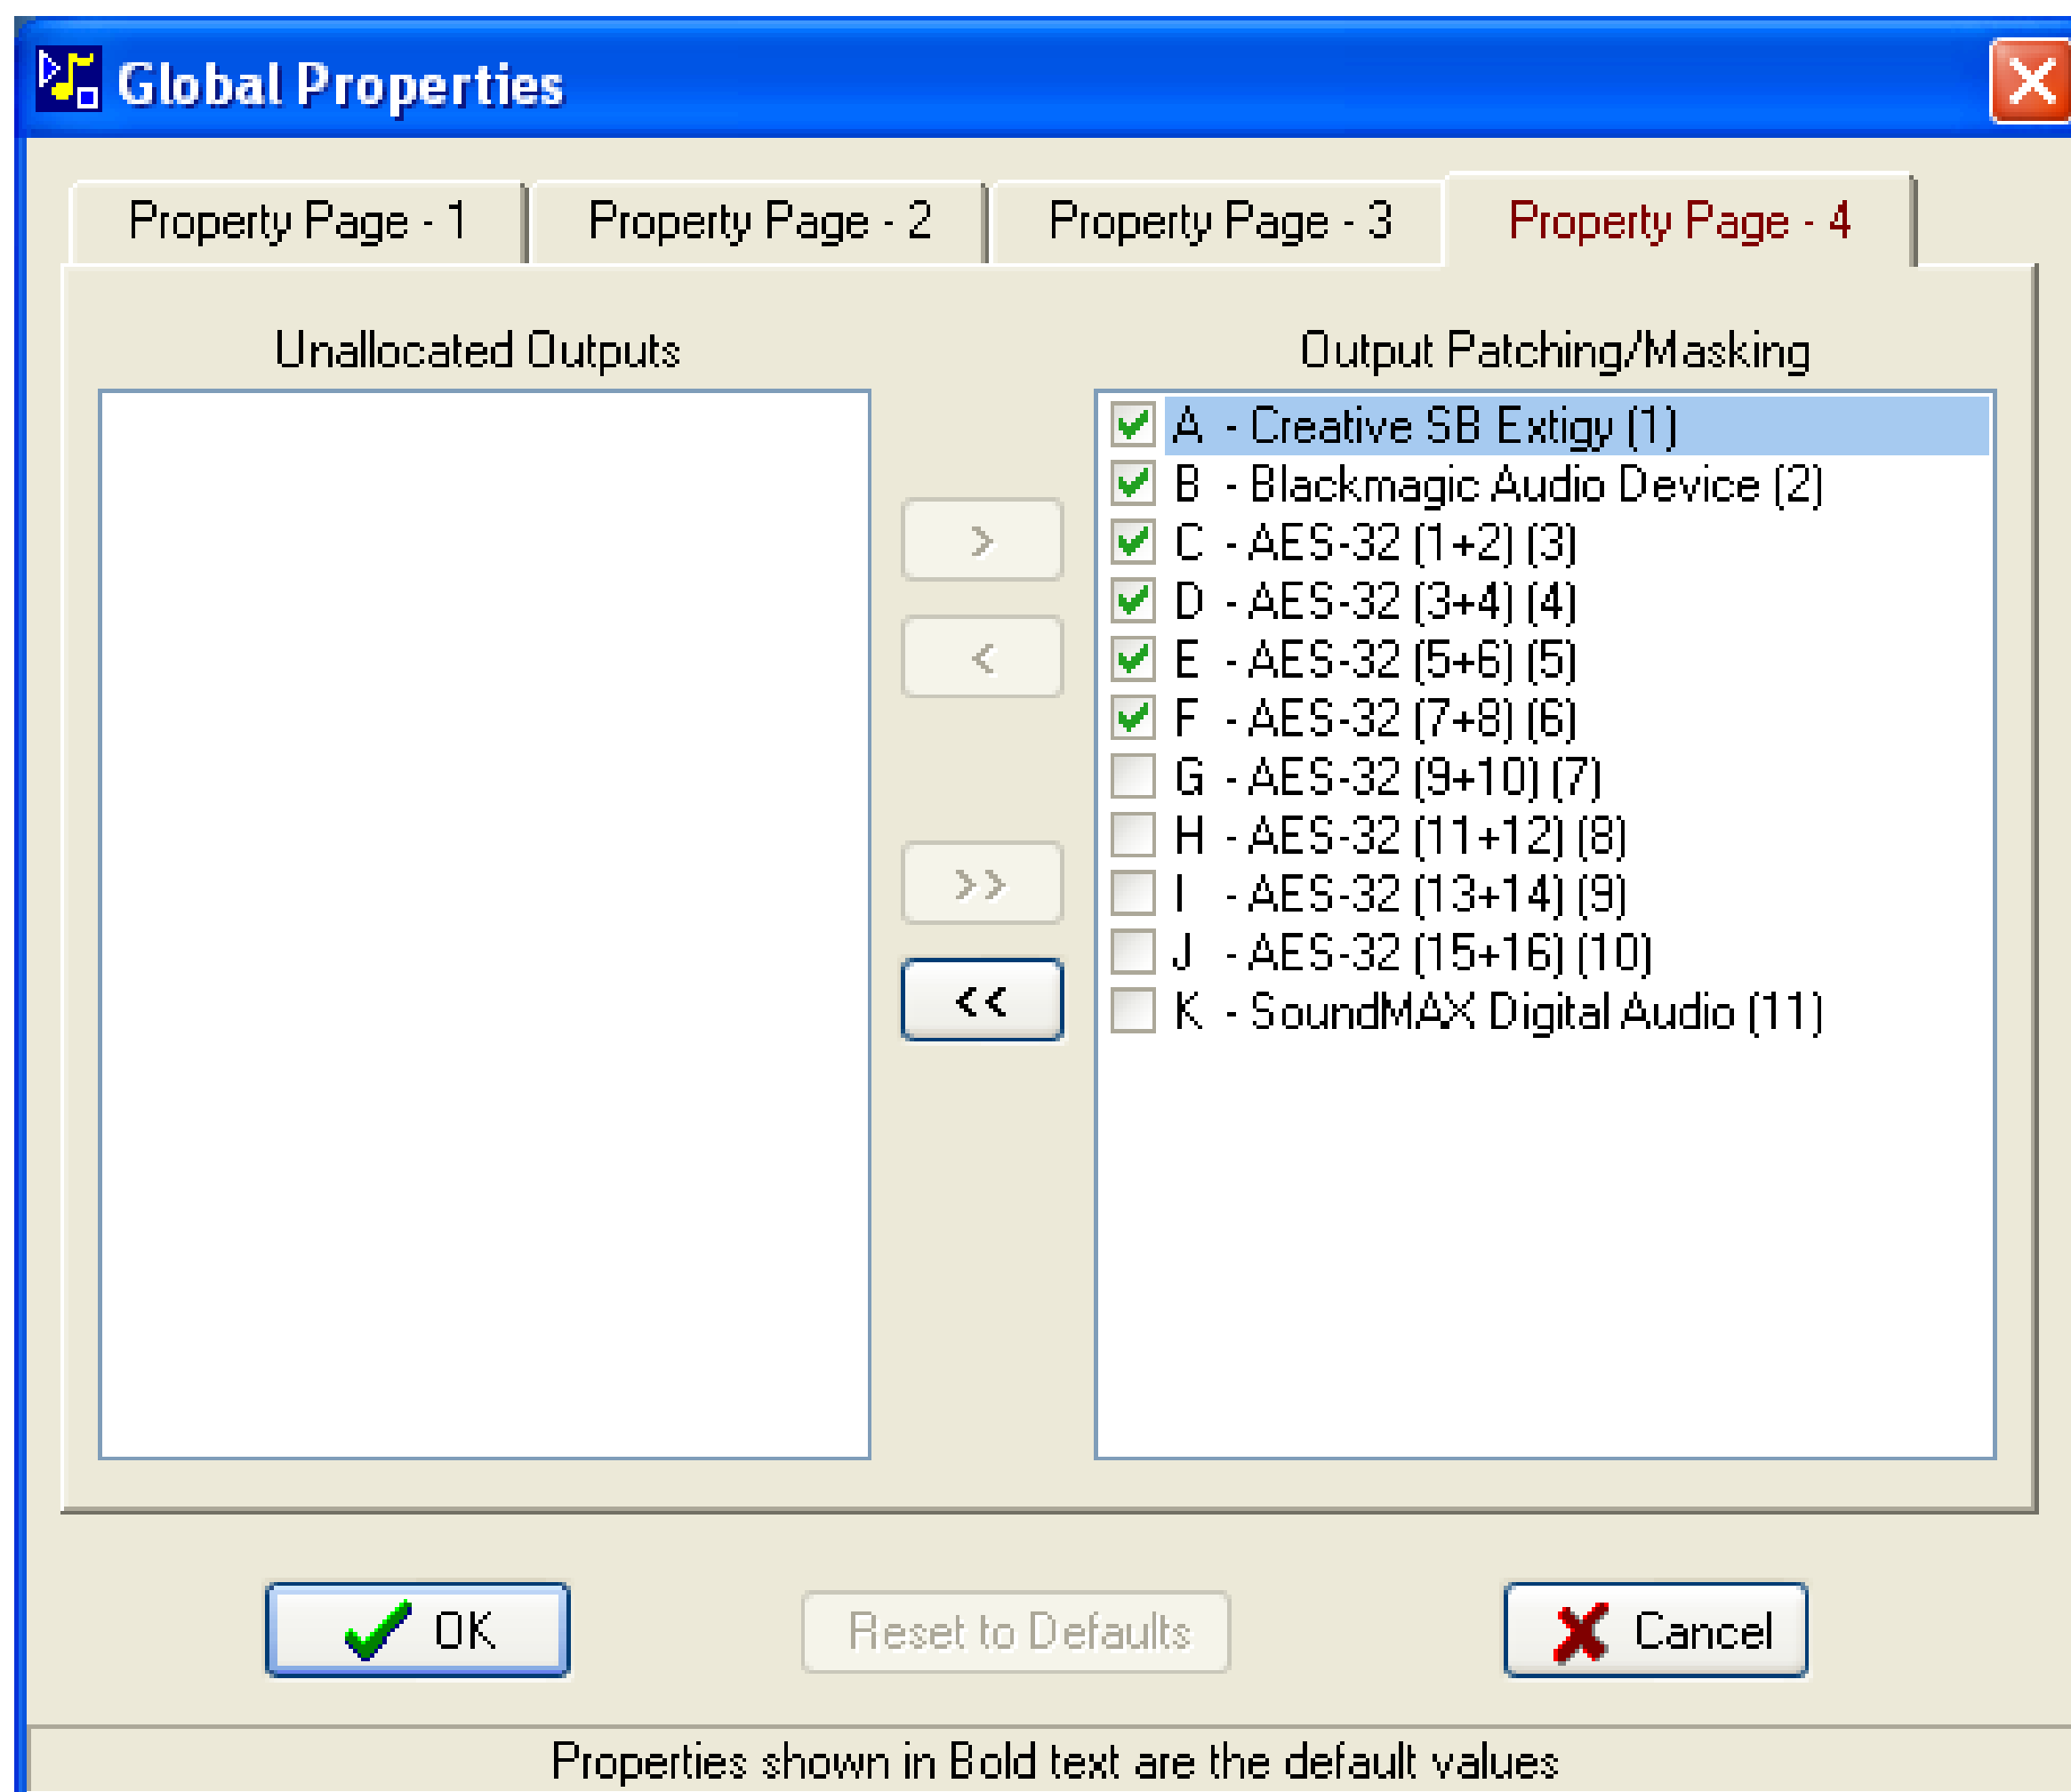 Global Properties
Property Page - 1
Property Page - 2
Property Page - 3
Property Page - 4
Unallocated Outputs
Output Patching/Masking
A - Creative SB Extigy (1)
B - Blackmagic Audio Device (2)
C - AES-32 (1+2) (3)
D - AES-32 (3+4) (4)
E - AES-32 (5+6) (5)
F - AES-32 (7+8) (6)
G - AES-32 (9+10) (7)
H - AES-32 (11+12) (8)
I - AES-32 (13+14) (9)
J - AES-32 (15+16) (10)
K - SoundMAX Digital Audio (11)
>
<
>>
<<
OK
Reset to Defaults
Cancel
Properties shown in Bold text are the default values